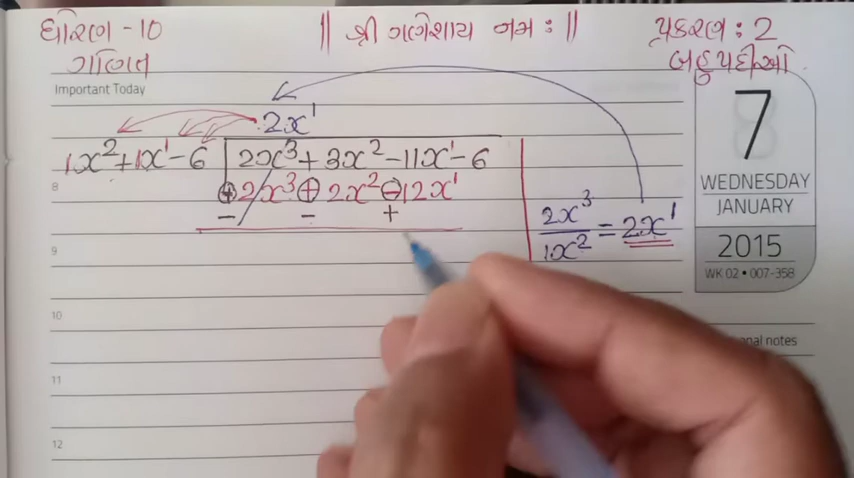 ધોરણ -10 || શ્રી ગણેશાય નમઃ || પ્રકરણ : 2
ગણિત બહુપદીઓ
Important Today
2x¹
1x²+1x¹-6 2x³+3x²-11x¹-6
8 +2x³+2x²-12x¹
- - +
2x³/1x² = 2x¹
7
WEDNESDAY
JANUARY
2015
WK 02 • 007-358
9
10
onal notes
11
12